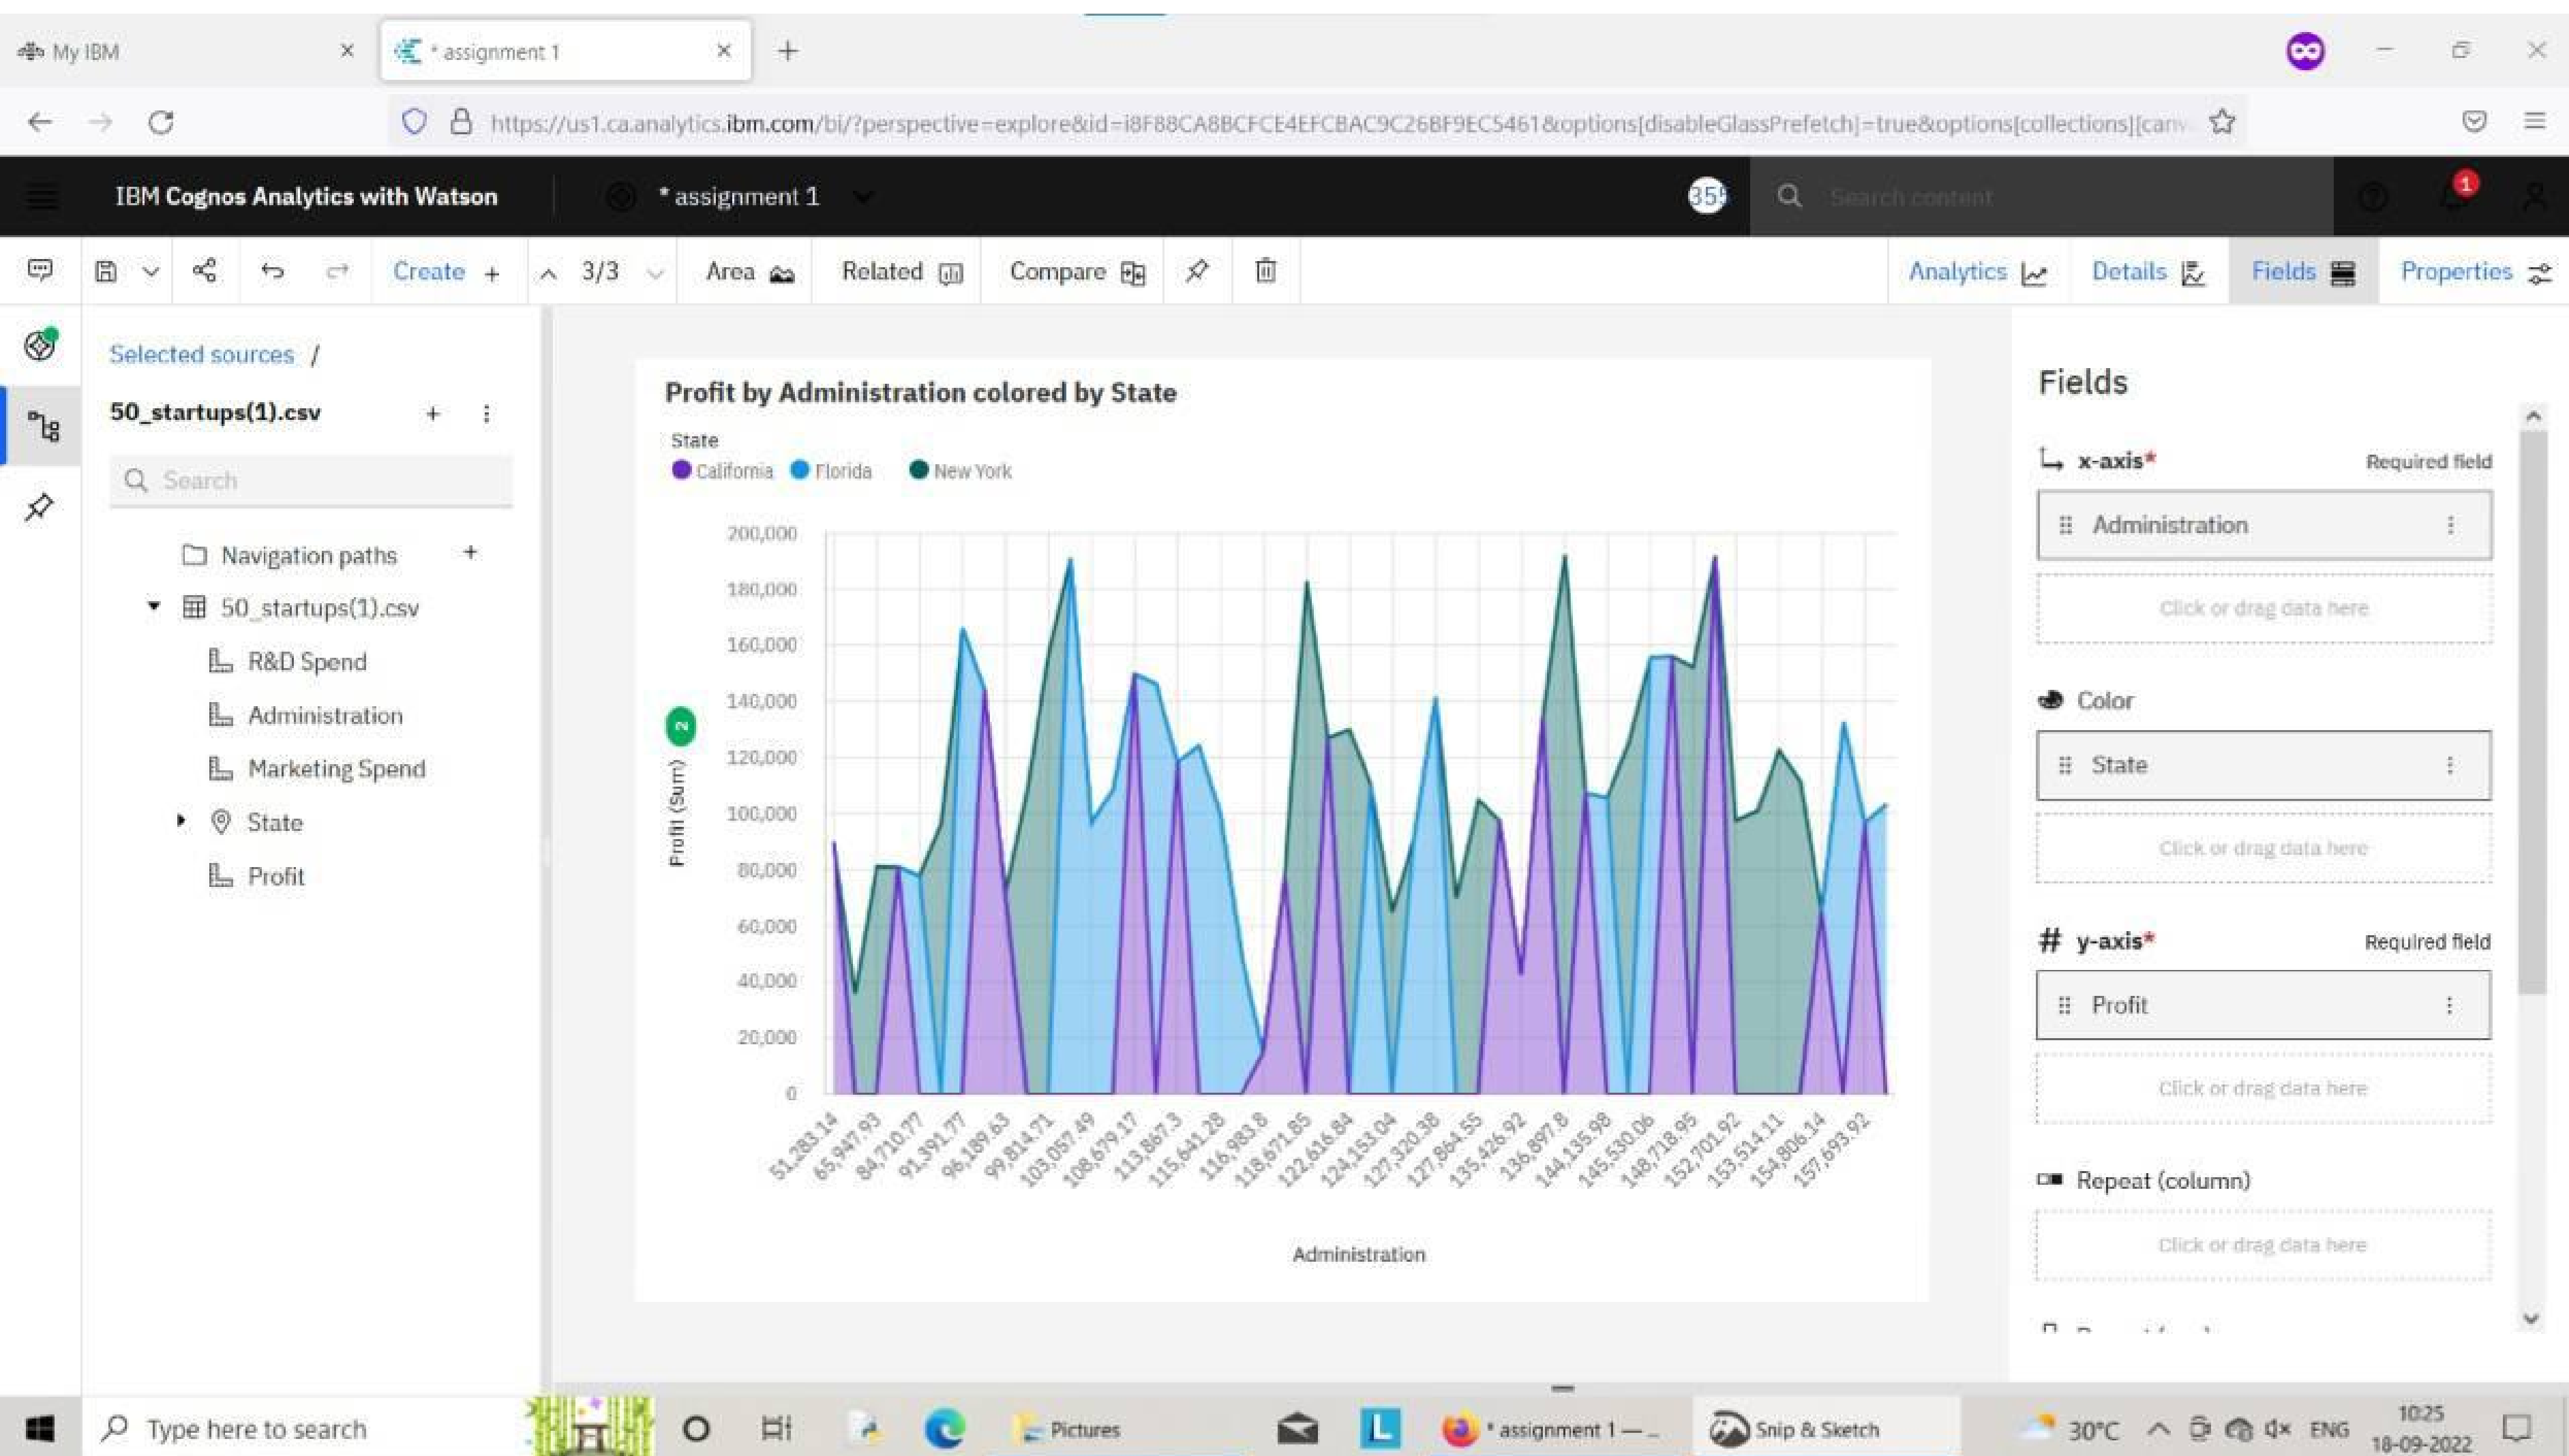 My IBM
* assignment 1
https://us1.ca.analytics.ibm.com/bi/?perspective=explore&id=i8F88CA8BCFCE4EFCBAC9C26BF9EC5461&options[disableGlassPrefetch]=true&options[collections][canv
IBM Cognos Analytics with Watson
* assignment 1
355
Search content
1
Create +
3/3
Area
Related
Compare
Analytics
Details
Fields
Properties
Selected sources /
50_startups(1).csv
Search
Navigation paths
50_startups(1).csv
R&D Spend
Administration
Marketing Spend
State
Profit
Profit by Administration colored by State
State
California
Florida
New York
200,000
180,000
160,000
140,000
120,000
100,000
80,000
60,000
40,000
20,000
0
2
Profit (Sum)
51,283.14
65,947.93
84,710.77
91,391.77
96,189.63
99,814.71
103,057.49
108,679.17
113,867.3
115,641.28
116,983.8
118,671.85
122,616.84
124,153.04
127,320.38
127,864.55
135,426.92
136,897.8
144,135.98
145,530.06
148,718.95
152,701.92
153,514.11
154,806.14
157,693.92
Administration
Fields
x-axis* Required field
Administration
Click or drag data here
Color
State
Click or drag data here
# y-axis* Required field
Profit
Click or drag data here
Repeat (column)
Click or drag data here
Type here to search
Pictures
L
* assignment 1 — ...
Snip & Sketch
30°C
ENG
10:25
18-09-2022